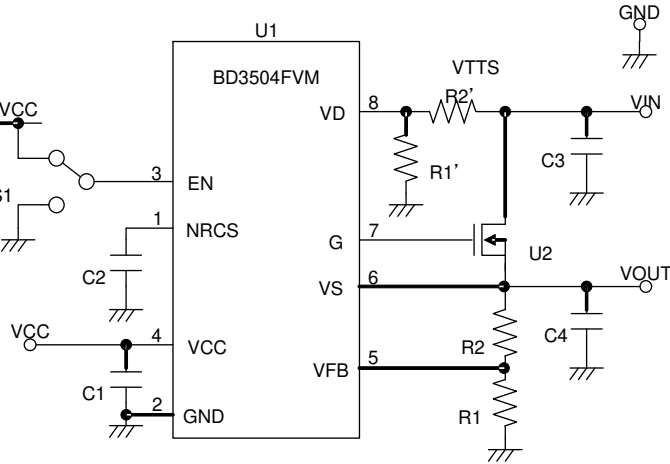 GND
U1
BD3504FVM
VTTS
VCC
VD
8
R2'
VIN
C3
R1'
3
EN
1
NRCS
7
G
U2
C2
6
VS
VOUT
VCC
4
VCC
R2
C4
5
VFB
C1
2
GND
R1